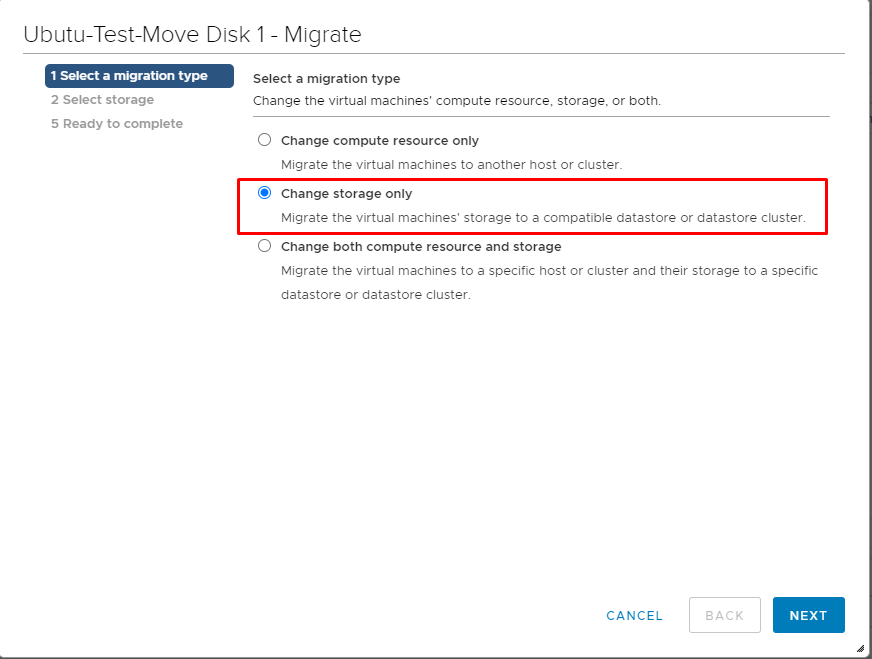 Ubutu-Test-Move Disk 1 - Migrate
1 Select a migration type
2 Select storage
5 Ready to complete
Select a migration type
Change the virtual machines' compute resource, storage, or both.
Change compute resource only
Migrate the virtual machines to another host or cluster.
Change storage only
Migrate the virtual machines' storage to a compatible datastore or datastore cluster.
Change both compute resource and storage
Migrate the virtual machines to a specific host or cluster and their storage to a specific
datastore or datastore cluster.
CANCEL
BACK
NEXT